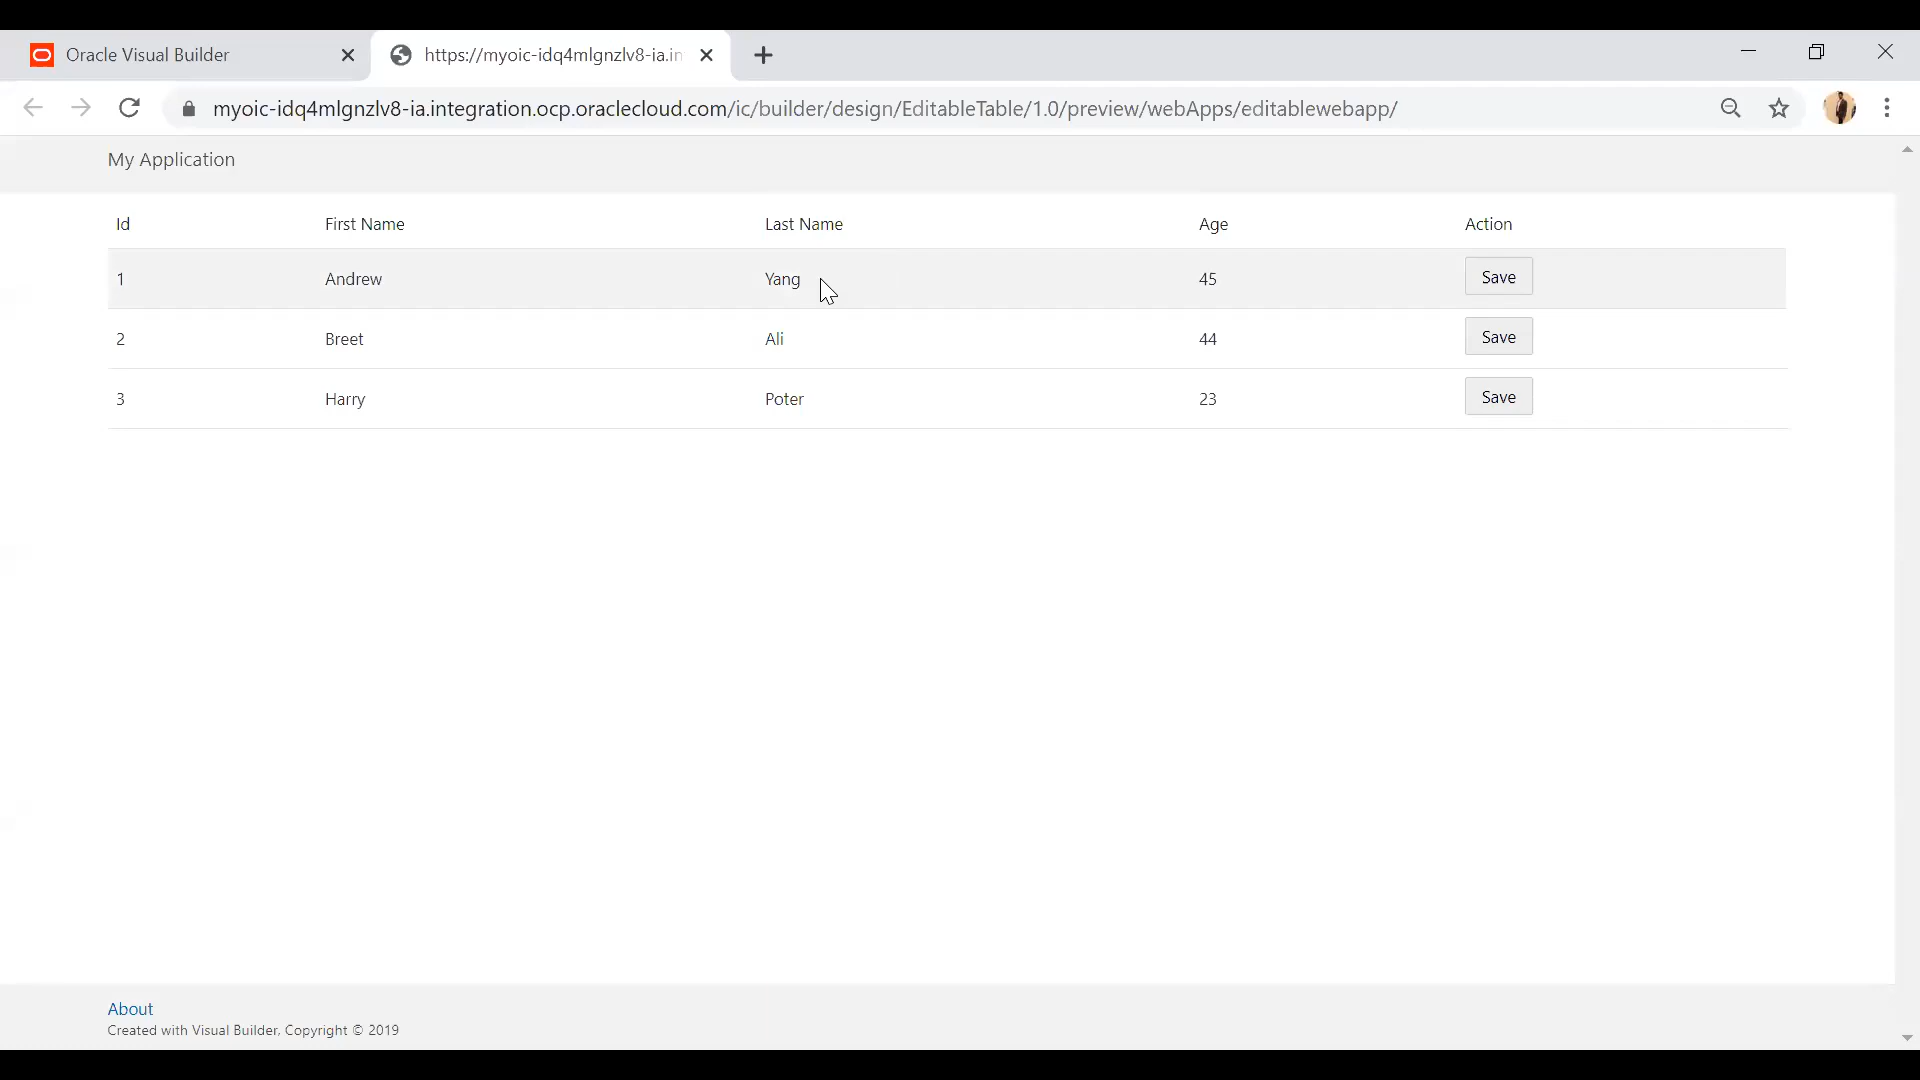 Oracle Visual Builder
https://myoic-idq4mlgnzlv8-ia.in
myoic-idq4mlgnzlv8-ia.integration.ocp.oraclecloud.com/ic/builder/design/EditableTable/1.0/preview/webApps/editablewebapp/
My Application
Id First Name Last Name Age Action
1 Andrew Yang 45 Save
2 Breet Ali 44 Save
3 Harry Poter 23 Save
About
Created with Visual Builder, Copyright © 2019